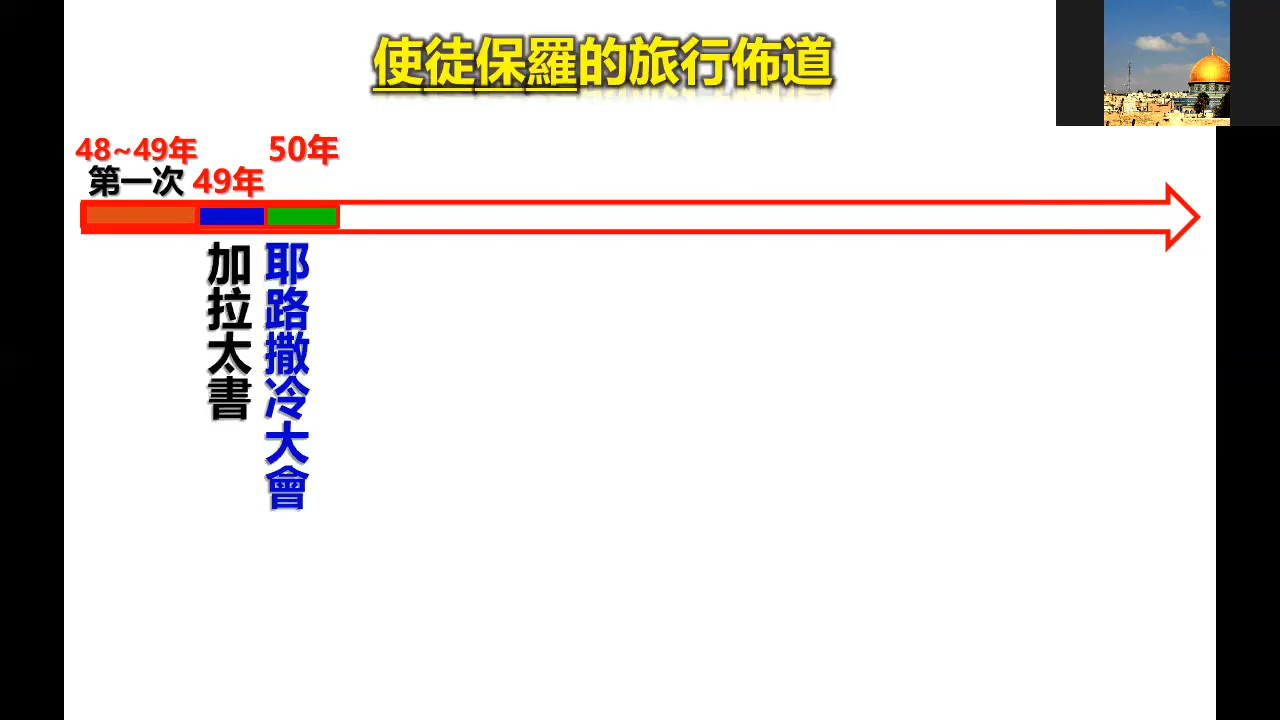 使徒保羅的旅行佈道
48~49年
50年
第一次
49年
加拉太書
耶路撒冷大會